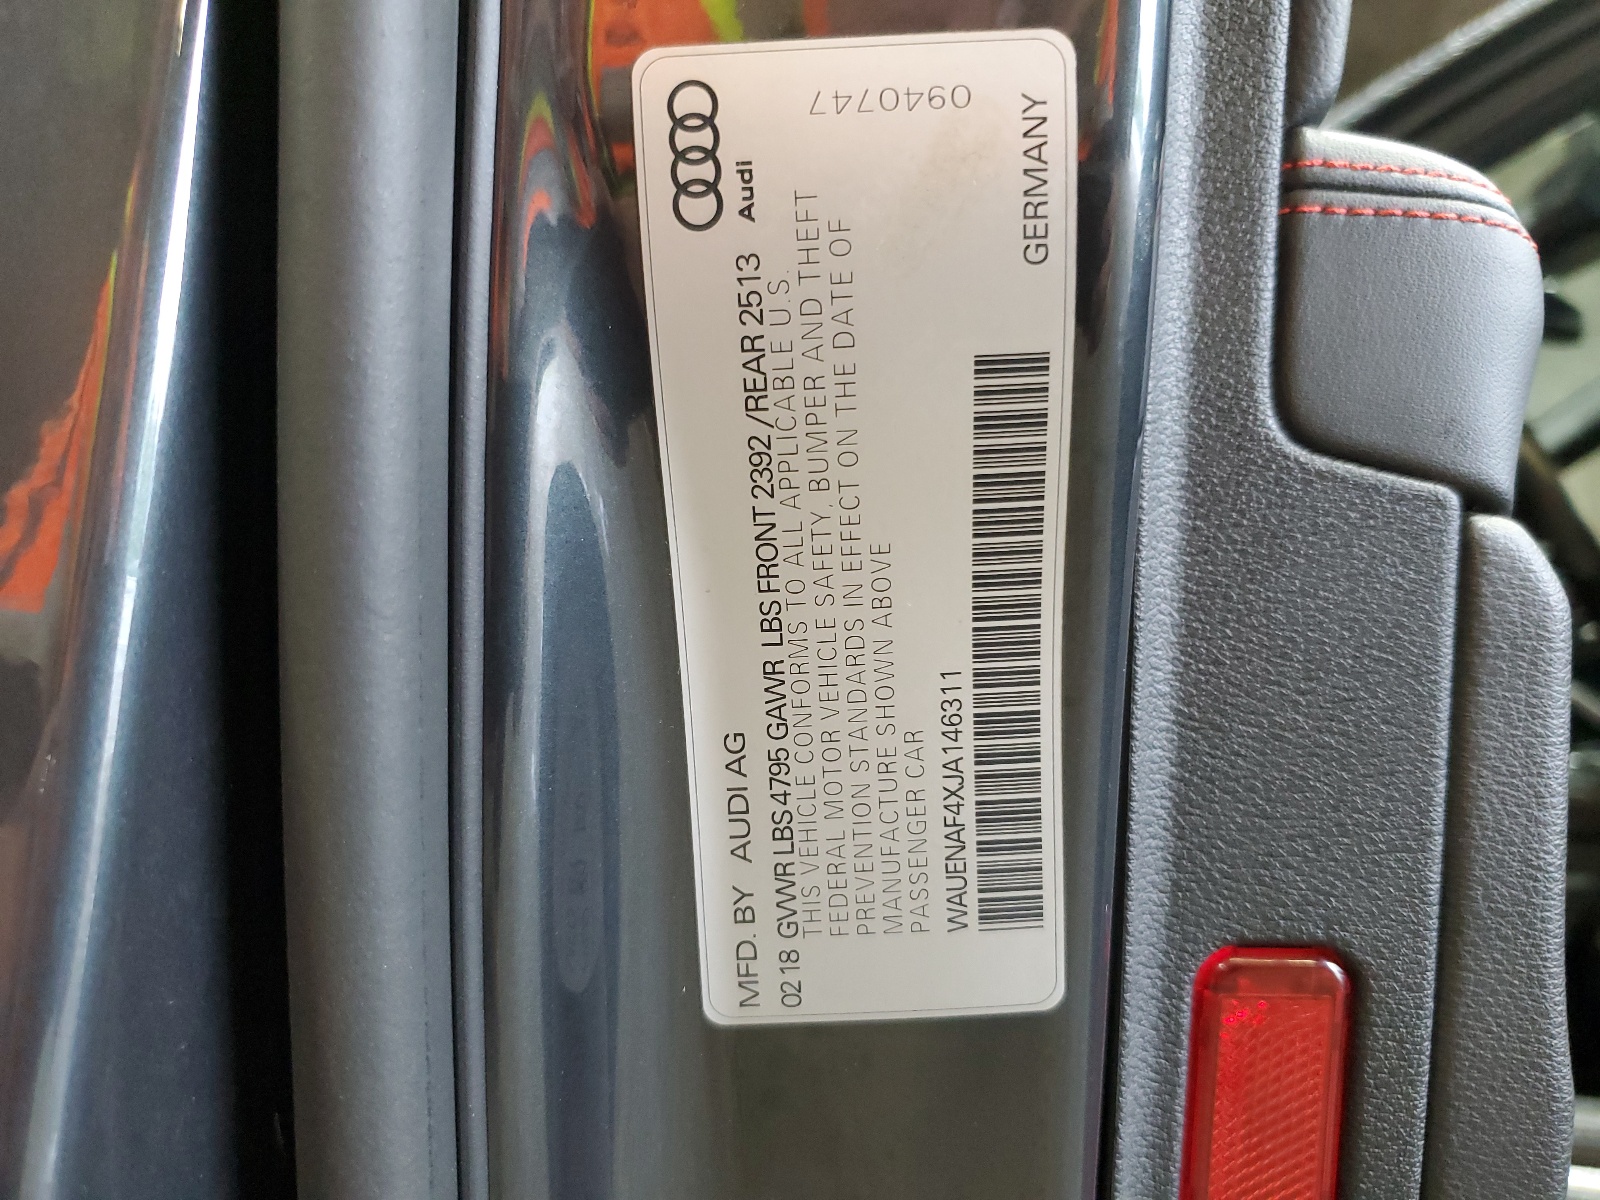 MFD. BY AUDI AG
Audi
02 18 GVWR LBS 4795 GAWR LBS FRONT 2392 /REAR 2513
THIS VEHICLE CONFORMS TO ALL APPLICABLE U.S.
FEDERAL MOTOR VEHICLE SAFETY, BUMPER AND THEFT
PREVENTION STANDARDS IN EFFECT ON THE DATE OF
MANUFACTURE SHOWN ABOVE
PASSENGER CAR
0940747
WAUENAF4XJA146311
GERMANY